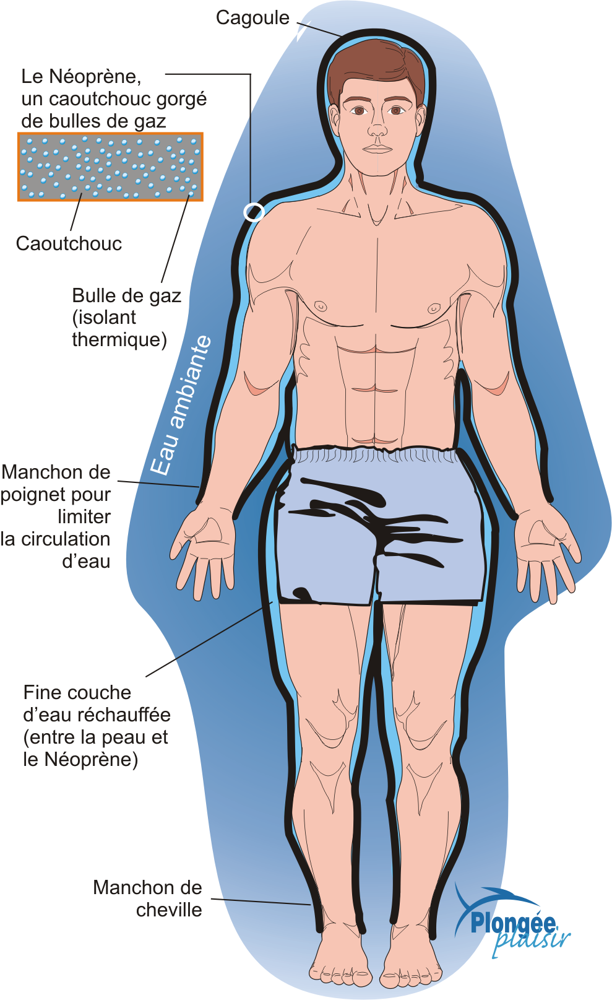 Cagoule
Le Néoprène,
un caoutchouc gorgé
de bulles de gaz
Caoutchouc
Bulle de gaz
(isolant
thermique)
Eau ambiante
Manchon de
poignet pour
limiter
la circulation
d’eau
Fine couche
d’eau réchauffée
(entre la peau et
le Néoprène)
Manchon de
cheville
Plongée
plaisir